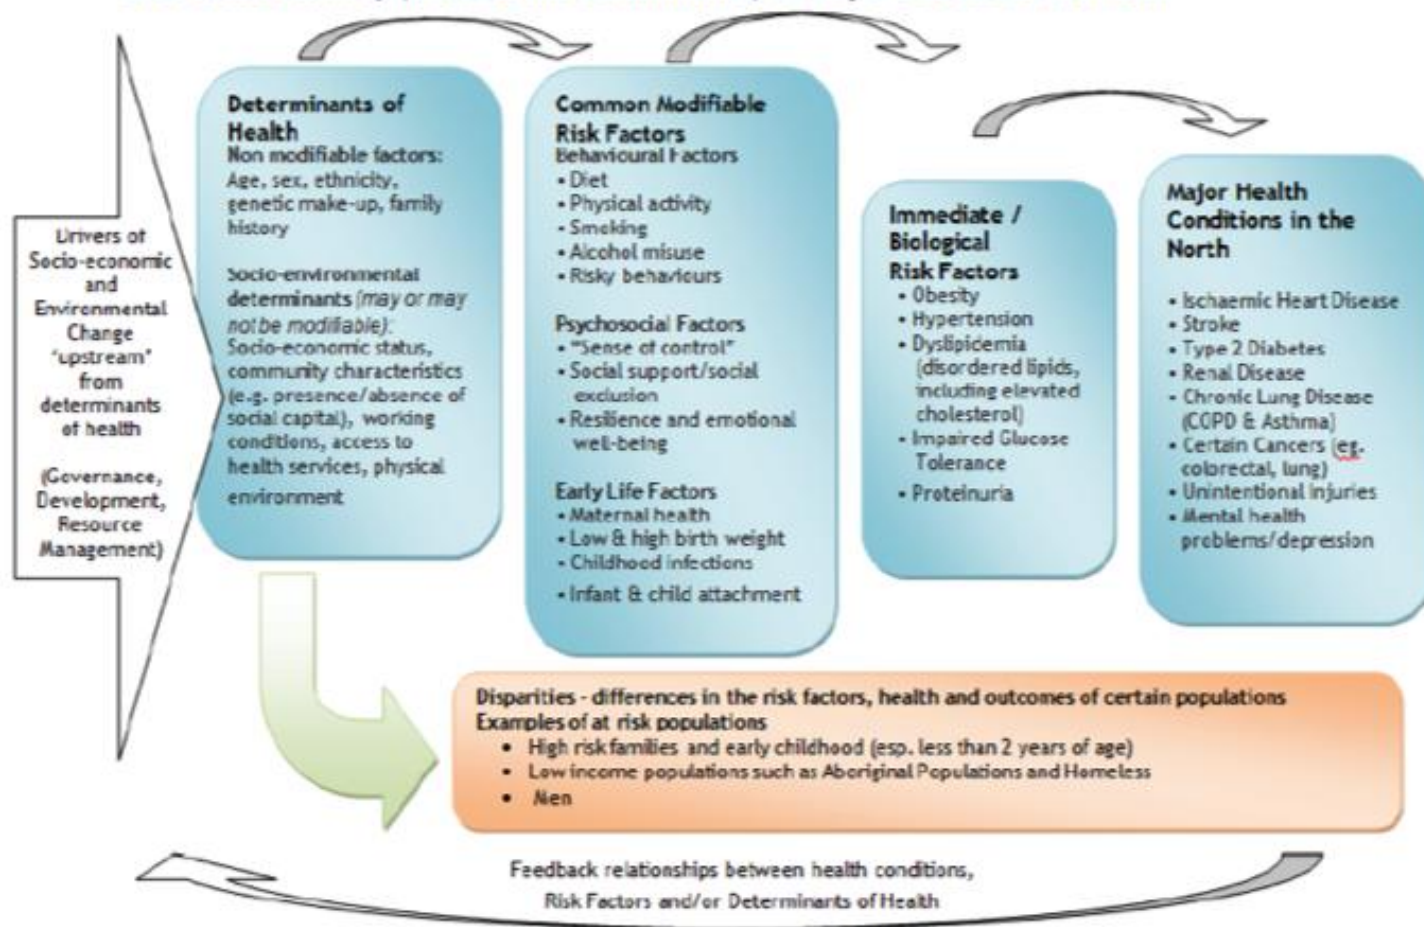 Drivers of
Socio-economic
and
Environmental
Change
"upstream"
from
determinants
of health
(Governance,
Development,
Resource
Management)
Determinants of
Health
Non modifiable factors:
Age, sex, ethnicity,
genetic make-up, family
history
Socio-environmental
determinants (may or may
not be modifiable):
Socio-economic status,
community characteristics
(e.g. presence/absence of
social capital), working
conditions, access to
health services, physical
environment
Common Modifiable
Risk Factors
Behavioural Factors
• Diet
• Physical activity
• Smoking
• Alcohol misuse
• Risky behaviours
Psychosocial Factors
• "Sense of control"
• Social support/social
exclusion
• Resilience and emotional
well-being
Early Life Factors
• Maternal health
• Low & high birth weight
• Childhood infections
• Infant & child attachment
Immediate /
Biological
Risk Factors
• Obesity
• Hypertension
• Dyslipidemia
(disordered lipids,
including elevated
cholesterol)
• Impaired Glucose
Tolerance
• Proteinuria
Major Health
Conditions in the
North
• Ischaemic Heart Disease
• Stroke
• Type 2 Diabetes
• Renal Disease
• Chronic Lung Disease
(COPD & Asthma)
• Certain Cancers (eg.
colorectal, lung)
• Unintentional Injuries
• Mental health
problems/depression
Disparities - differences in the risk factors, health and outcomes of certain populations
Examples of at risk populations
• High risk families and early childhood (esp. less than 2 years of age)
• Low income populations such as Aboriginal Populations and Homeless
• Men
Feedback relationships between health conditions,
Risk Factors and/or Determinants of Health